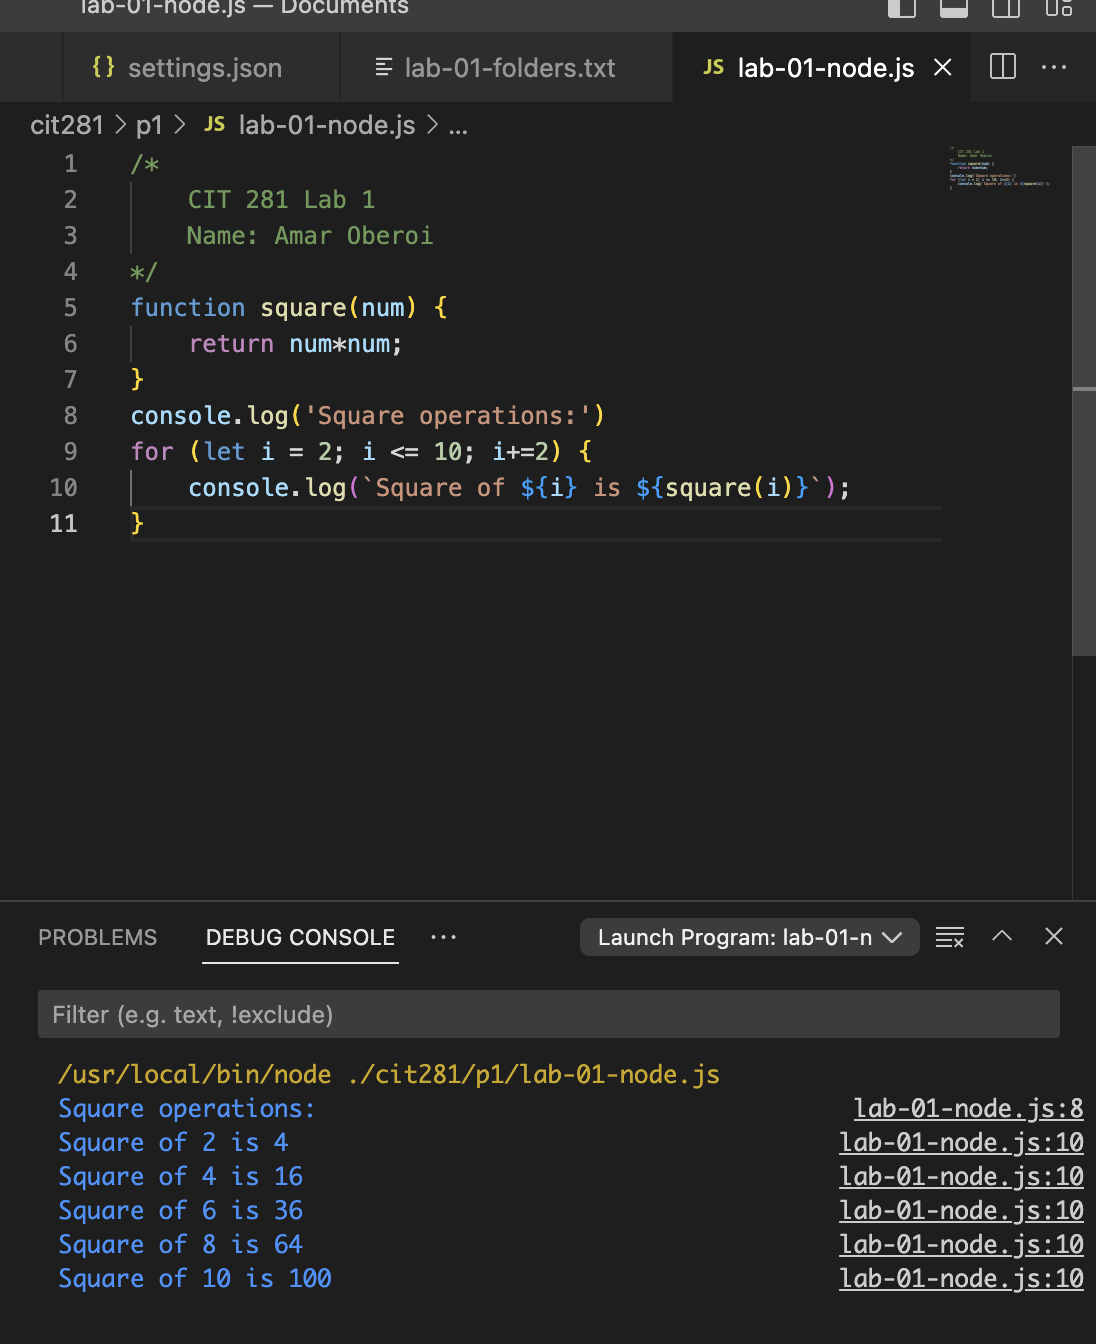 lab-01-node.js — Documents
{} settings.json
lab-01-folders.txt
JS lab-01-node.js
cit281 > p1 > JS lab-01-node.js > ...
1 /*
2 CIT 281 Lab 1
3 Name: Amar Oberoi
4 */
5 function square(num) {
6 return num*num;
7 }
8 console.log('Square operations:')
9 for (let i = 2; i <= 10; i+=2) {
10 console.log(`Square of ${i} is ${square(i)}`);
11 }
PROBLEMS DEBUG CONSOLE ··· Launch Program: lab-01-n
Filter (e.g. text, !exclude)
/usr/local/bin/node ./cit281/p1/lab-01-node.js
Square operations: lab-01-node.js:8
Square of 2 is 4 lab-01-node.js:10
Square of 4 is 16 lab-01-node.js:10
Square of 6 is 36 lab-01-node.js:10
Square of 8 is 64 lab-01-node.js:10
Square of 10 is 100 lab-01-node.js:10